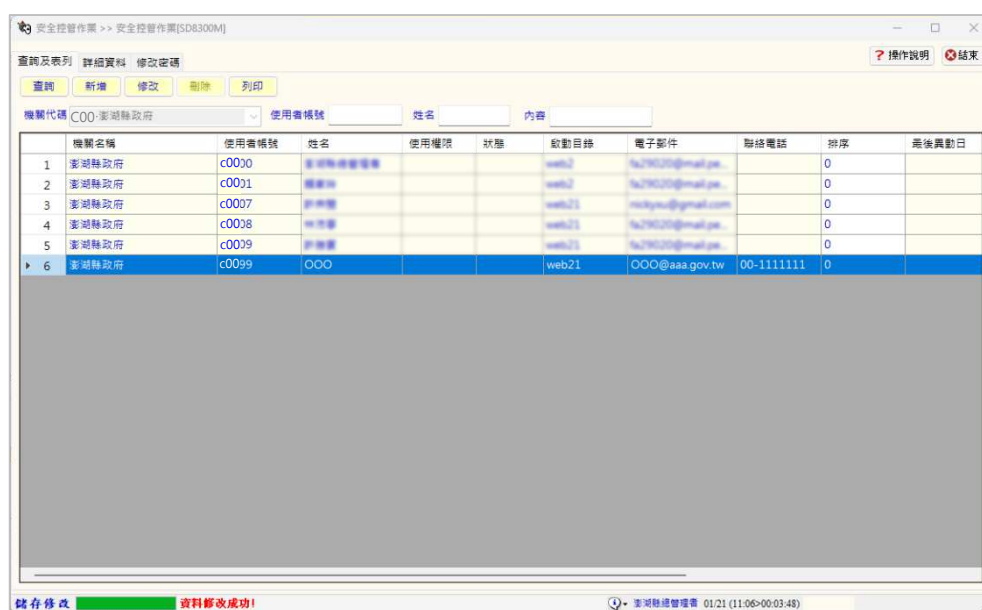 安全控管作業 >> 安全控管作業[SD8300M]
查詢及表列 詳細資料 修改密碼 ? 操作說明 結束
查詢 新增 修改 刪除 列印
機關代碼 C00-澎湖縣政府 使用者帳號 姓名 內容
機關名稱 使用者帳號 姓名 使用權限 狀態 啟動目錄 電子郵件 聯絡電話 排序 最後異動日
1 澎湖縣政府 c0000 0
2 澎湖縣政府 c0001 0
3 澎湖縣政府 c0007 0
4 澎湖縣政府 c0008 0
5 澎湖縣政府 c0009 0
6 澎湖縣政府 c0099 OOO web21 OOO@aaa.gov.tw 00-1111111 0
儲存修改 資料修改成功! 澎湖縣總管理者 01/21 (11:06>00:03:48)